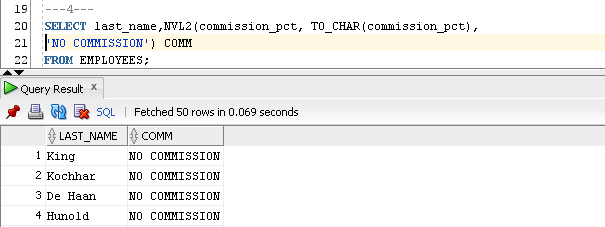 19 ---4---
20 SELECT last_name,NVL2(commission_pct, TO_CHAR(commission_pct),
21 'NO COMMISSION') COMM
22 FROM EMPLOYEES;
Query Result x
SQL | Fetched 50 rows in 0.069 seconds
LAST_NAME COMM
1 King NO COMMISSION
2 Kochhar NO COMMISSION
3 De Haan NO COMMISSION
4 Hunold NO COMMISSION